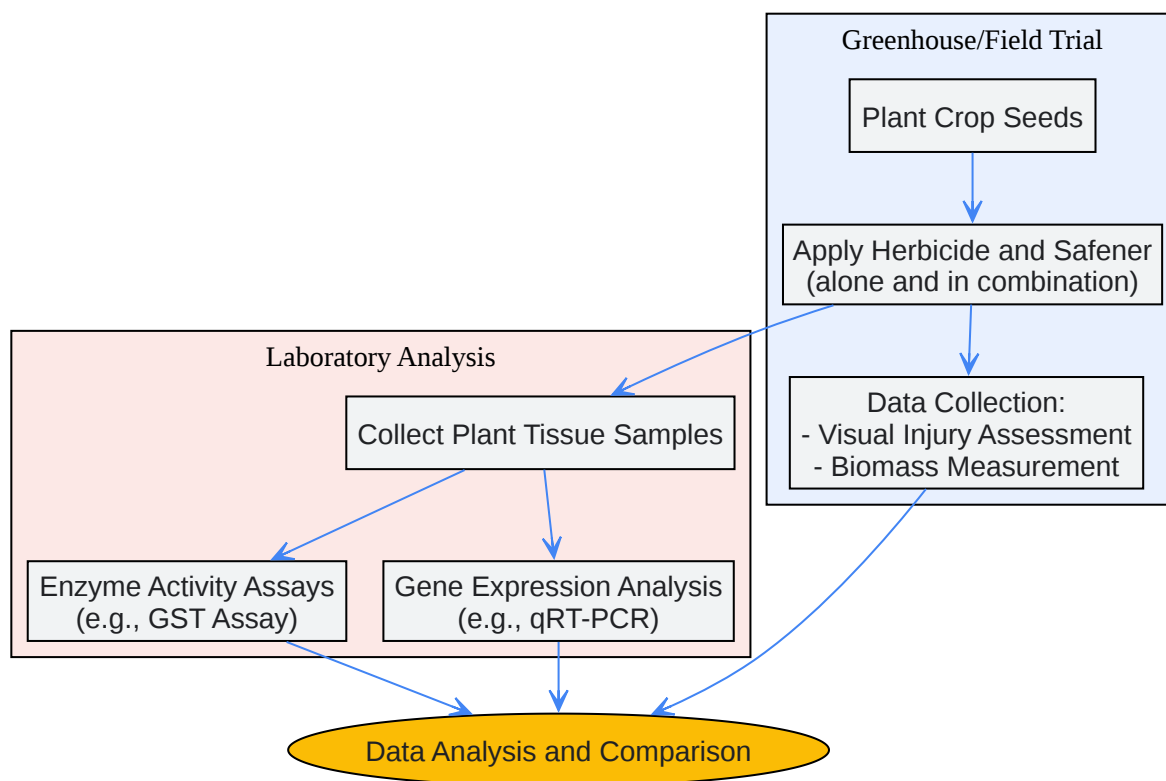 Greenhouse/Field Trial
Plant Crop Seeds
Apply Herbicide and Safener
(alone and in combination)
Laboratory Analysis
Data Collection:
- Visual Injury Assessment
- Biomass Measurement
Collect Plant Tissue Samples
Enzyme Activity Assays
(e.g., GST Assay)
Gene Expression Analysis
(e.g., qRT-PCR)
Data Analysis and Comparison